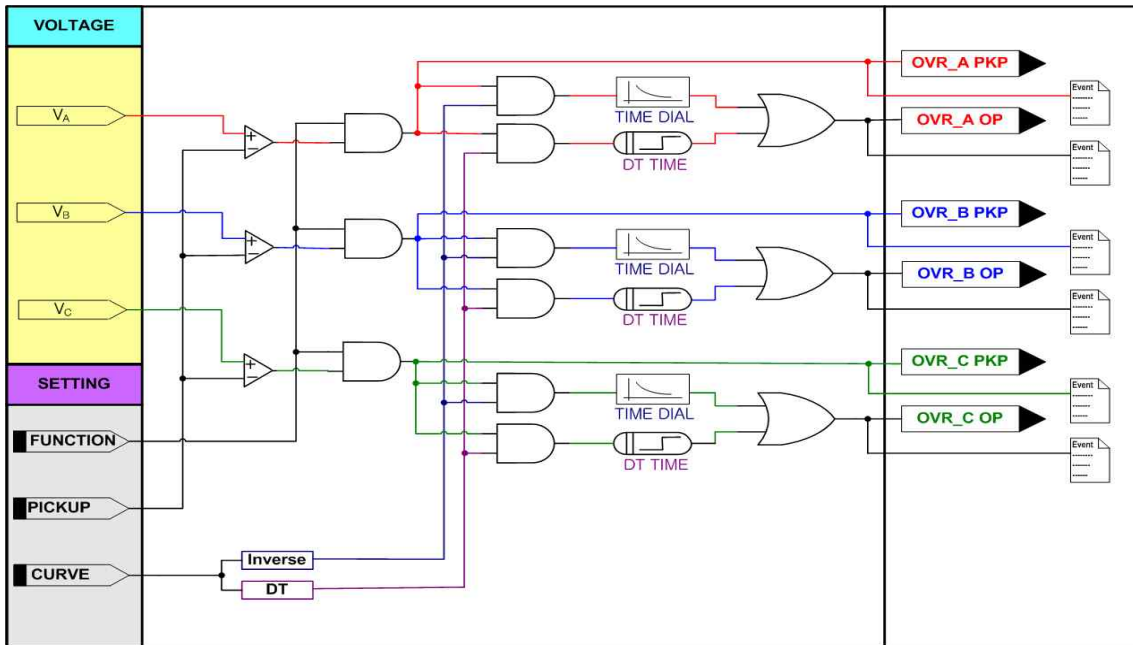 VOLTAGE
VA
VB
VC
SETTING
FUNCTION
PICKUP
CURVE
Inverse
DT
TIME DIAL
DT TIME
TIME DIAL
DT TIME
TIME DIAL
DT TIME
OVR_A PKP
Event
OVR_A OP
Event
OVR_B PKP
Event
OVR_B OP
Event
OVR_C PKP
Event
OVR_C OP
Event